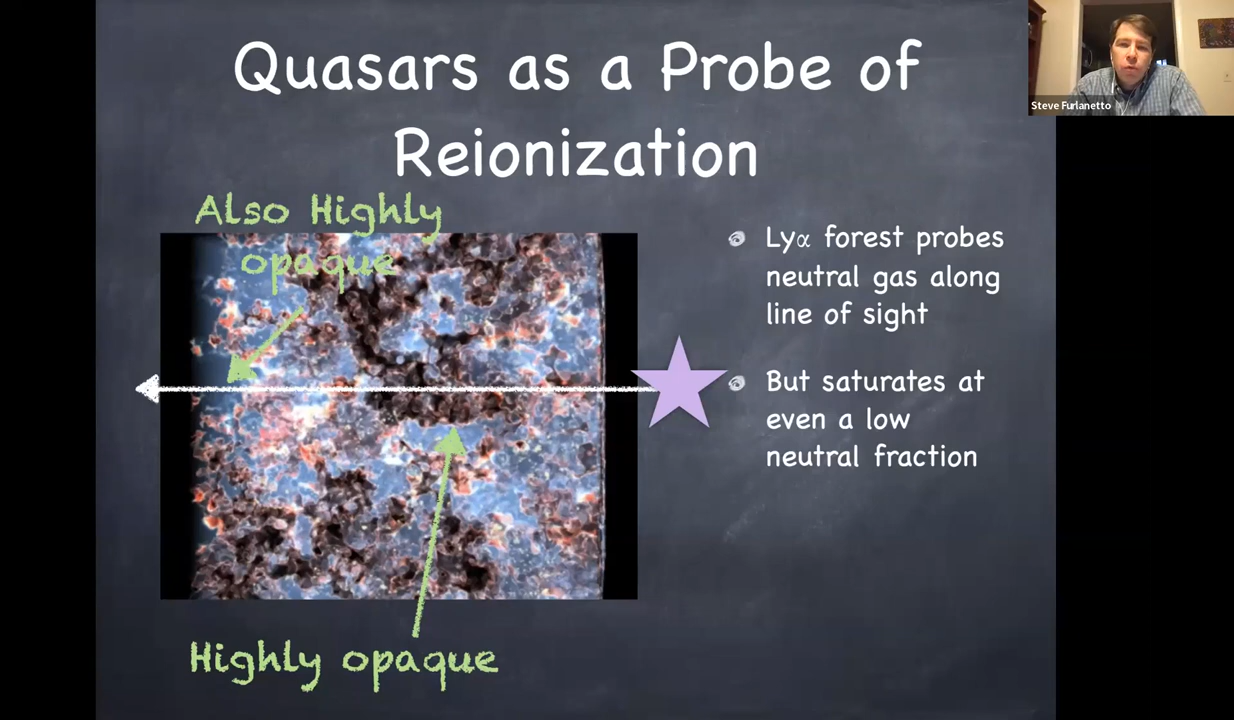 Quasars as a Probe of
Reionization
Steve Furlanetto
Also Highly
opaque
Lyα forest probes
neutral gas along
line of sight
But saturates at
even a low
neutral fraction
Highly opaque